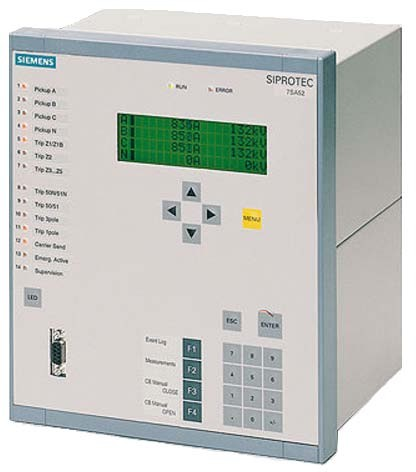 SIEMENS
SIPROTEC
7SA52
RUN ERROR
A 835A 132kV
B 850A 132kV
C 851A 132kV
N 0A 0kV
1 Pickup A
2 Pickup B
3 Pickup C
4 Pickup N
5 Trip Z1/Z1B
6 Trip Z2
7 Trip Z3...Z5
8 Trip 50N/51N
9 Trip 50/51
10 Trip 3pole
11 Trip 1pole
12 Carrier Send
13 Emerg. Active
14 Supervision
MENU
LED
ESC ENTER
Event Log F1
Measurements F2
CB Manual
CLOSE F3
CB Manual
OPEN F4
7 8 9
4 5 6
1 2 3
. 0 +/-